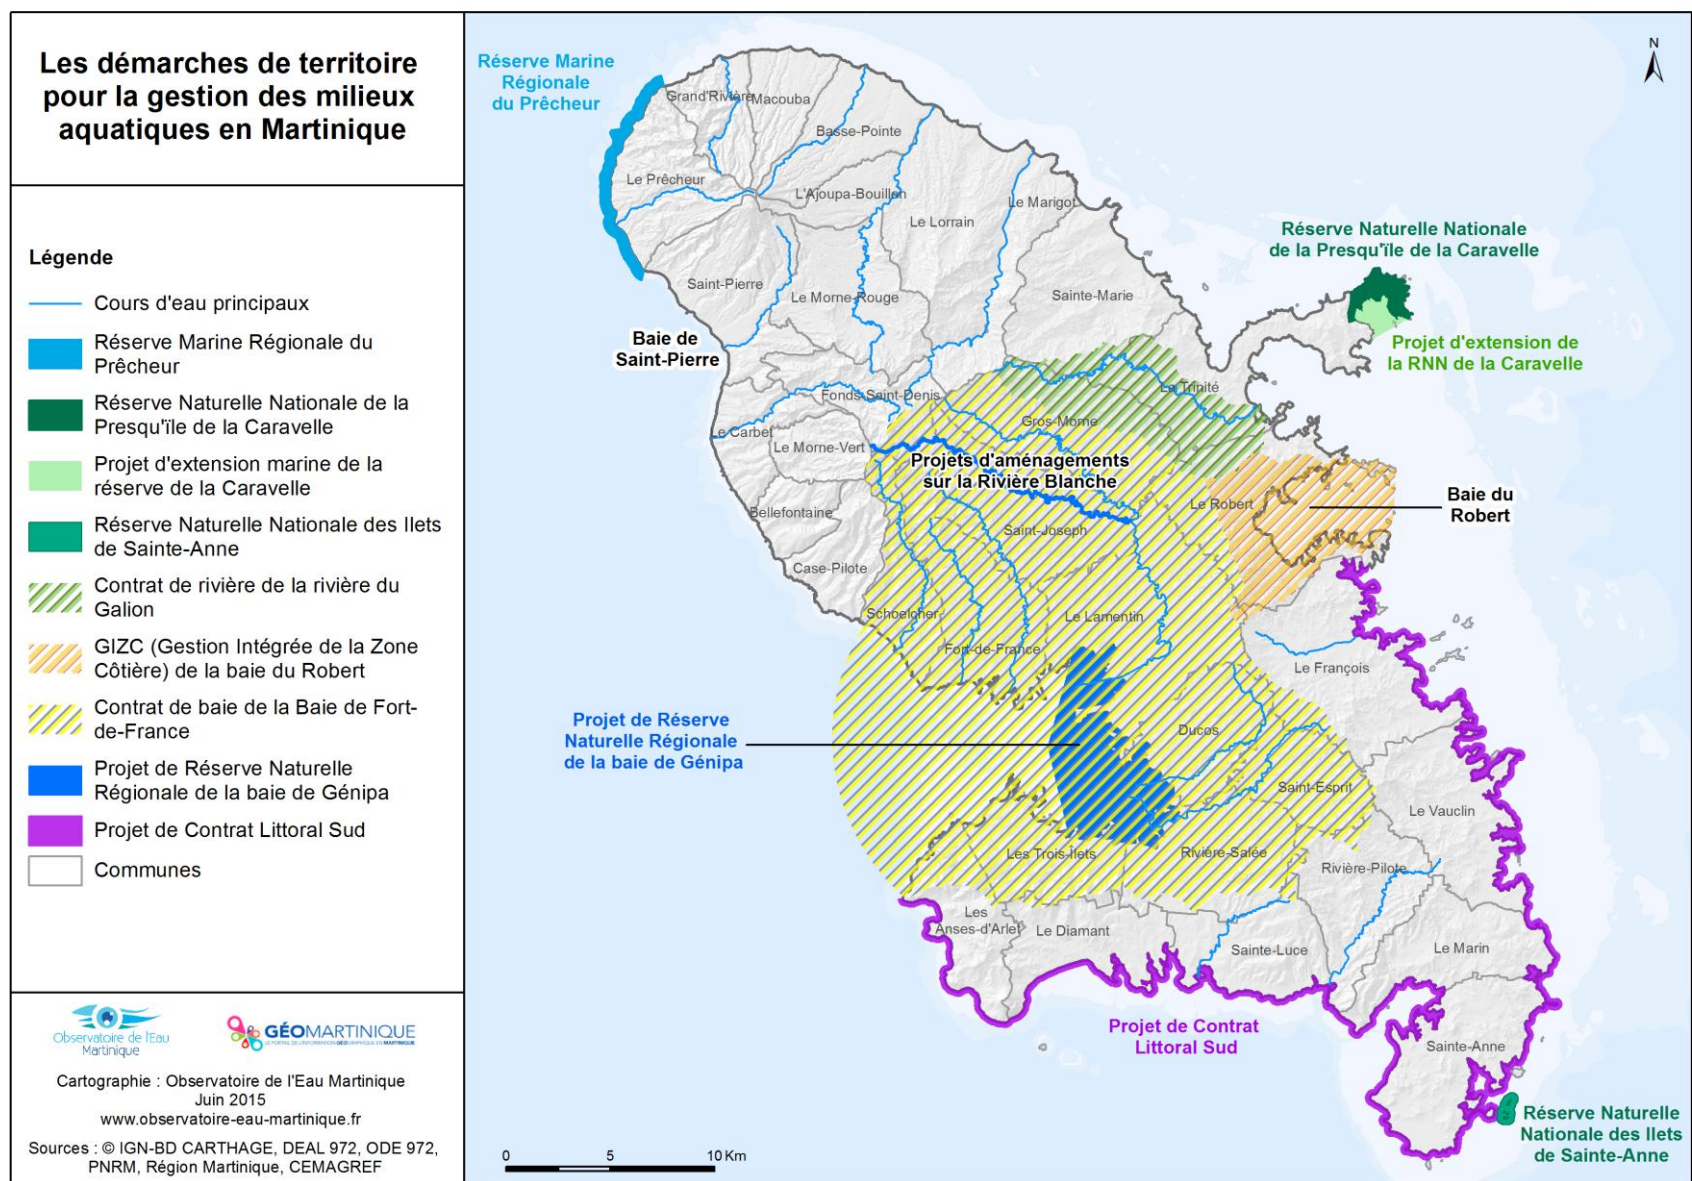 Les démarches de territoire
pour la gestion des milieux
aquatiques en Martinique
Légende
Cours d'eau principaux
Réserve Marine Régionale du
Prêcheur
Réserve Naturelle Nationale de la
Presqu'île de la Caravelle
Projet d'extension marine de la
réserve de la Caravelle
Réserve Naturelle Nationale des Ilets
de Sainte-Anne
Contrat de rivière de la rivière du
Galion
GIZC (Gestion Intégrée de la Zone
Côtière) de la baie du Robert
Contrat de baie de la Baie de Fort-
de-France
Projet de Réserve Naturelle
Régionale de la baie de Génipa
Projet de Contrat Littoral Sud
Communes
Observatoire de l'Eau
Martinique
GÉOMARTINIQUE
LE PORTAIL DE L'INFORMATION GÉOGRAPHIQUE EN MARTINIQUE
Cartographie : Observatoire de l'Eau Martinique
Juin 2015
www.observatoire-eau-martinique.fr
Sources : © IGN-BD CARTHAGE, DEAL 972, ODE 972,
PNRM, Région Martinique, CEMAGREF
Réserve Marine
Régionale
du Prêcheur
N
Grand'Rivière
Macouba
Basse-Pointe
Le Prêcheur
L'Ajoupa-Bouillon
Le Lorrain
Le Marigot
Réserve Naturelle Nationale
de la Presqu'île de la Caravelle
Saint-Pierre
Le Morne-Rouge
Sainte-Marie
Baie de
Saint-Pierre
Projet d'extension de
la RNN de la Caravelle
La Trinité
Fonds-Saint-Denis
Gros-Morne
Le Carbet
Le Morne-Vert
Projets d'aménagements
sur la Rivière Blanche
Le Robert
Baie du
Robert
Bellefontaine
Saint-Joseph
Case-Pilote
Schoelcher
Le Lamentin
Fort-de-France
Le François
Projet de Réserve
Naturelle Régionale
de la baie de Génipa
Ducos
Saint-Esprit
Le Vauclin
Les Trois-Îlets
Rivière-Salée
Rivière-Pilote
Les
Anses-d'Arlet
Le Diamant
Sainte-Luce
Le Marin
Projet de Contrat
Littoral Sud
Sainte-Anne
Réserve Naturelle
Nationale des Ilets
de Sainte-Anne
0 5 10 Km